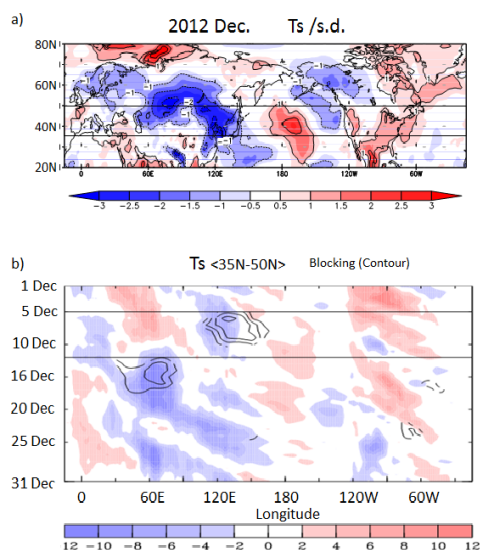 a) 2012 Dec. Ts /s.d.
80N
60N
40N
20N
0 60E 120E 180 120W 60W
-3 -2.5 -2 -1.5 -1 -0.5 0.5 1 1.5 2 2.5 3
b) Ts <35N-50N> Blocking (Contour)
1 Dec
5 Dec
10 Dec
15 Dec
20 Dec
25 Dec
31 Dec
0 60E 120E 180 120W 60W
Longitude
12 -10 -8 -6 -4 -2 0 2 4 6 8 10 12